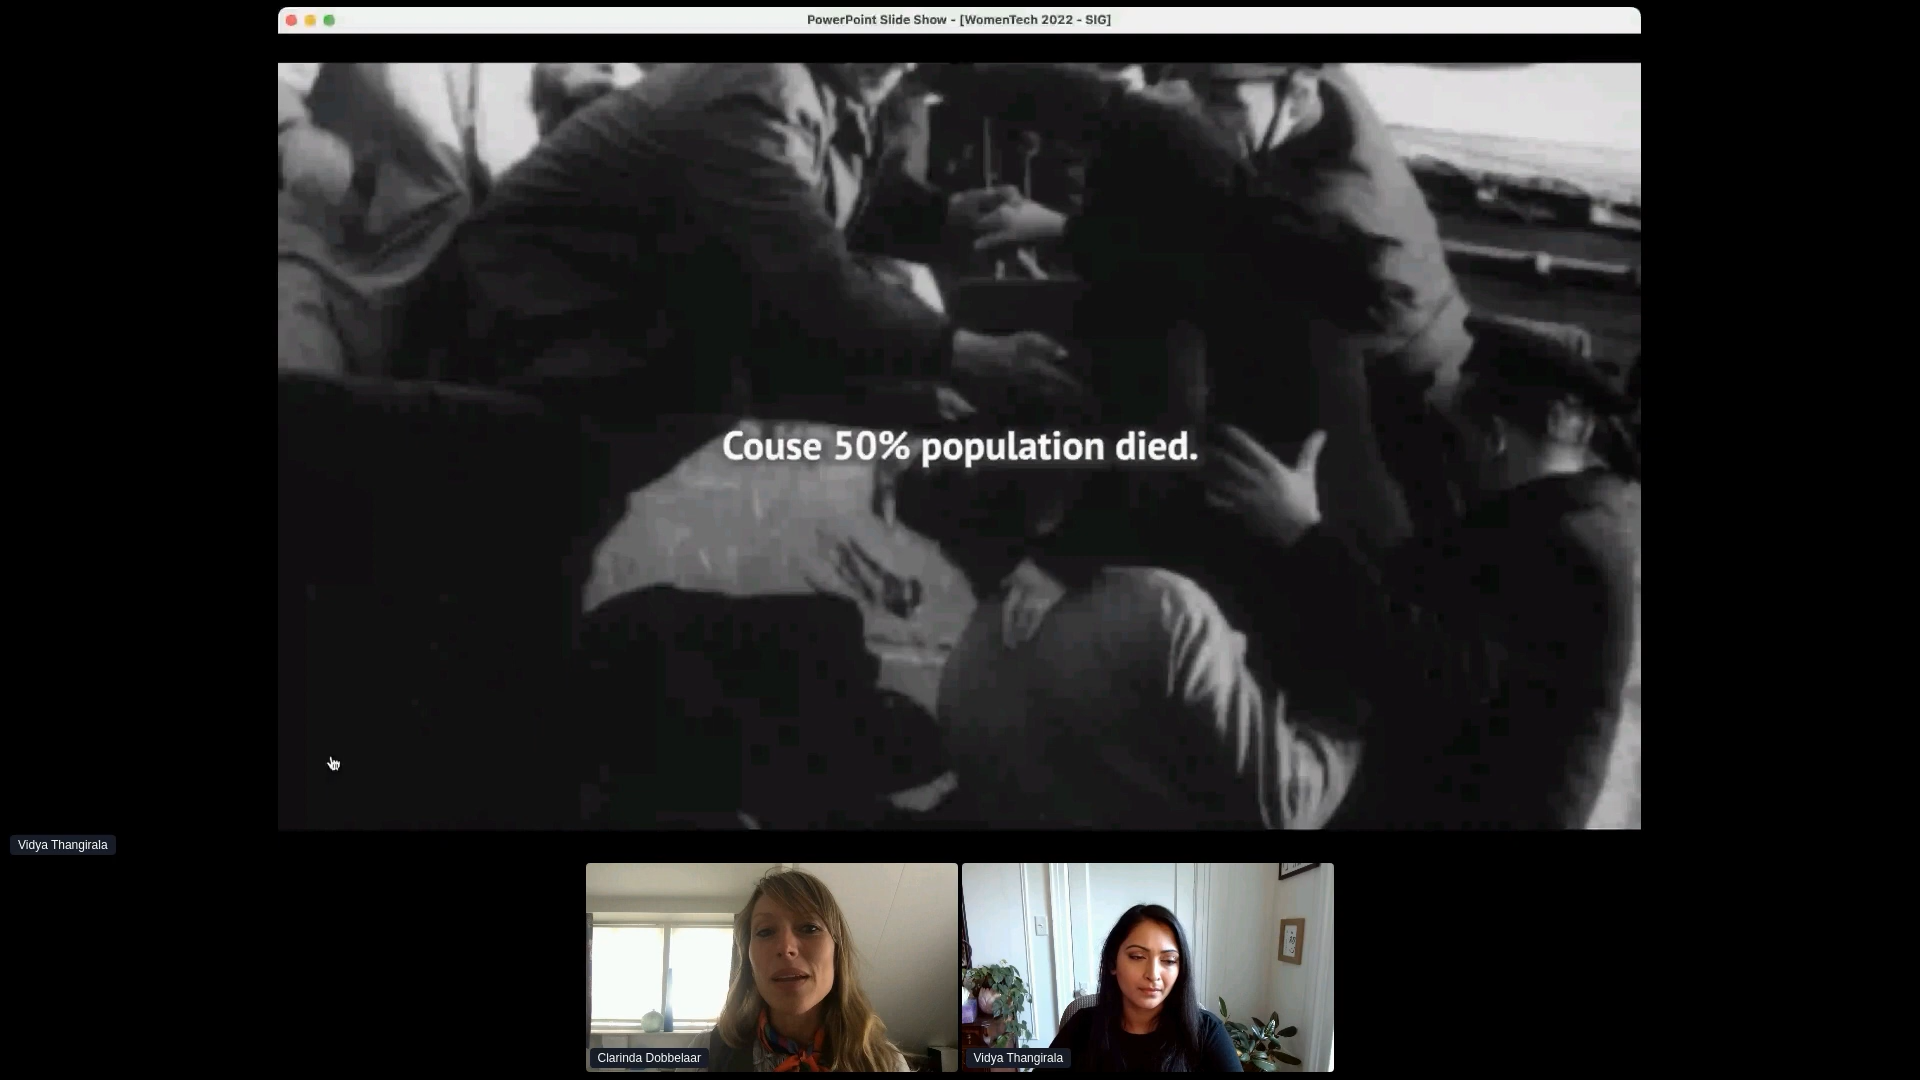 PowerPoint Slide Show - [WomenTech 2022 - SIG]
Couse 50% population died.
Vidya Thangirala
Clarinda Dobbelaar
Vidya Thangirala